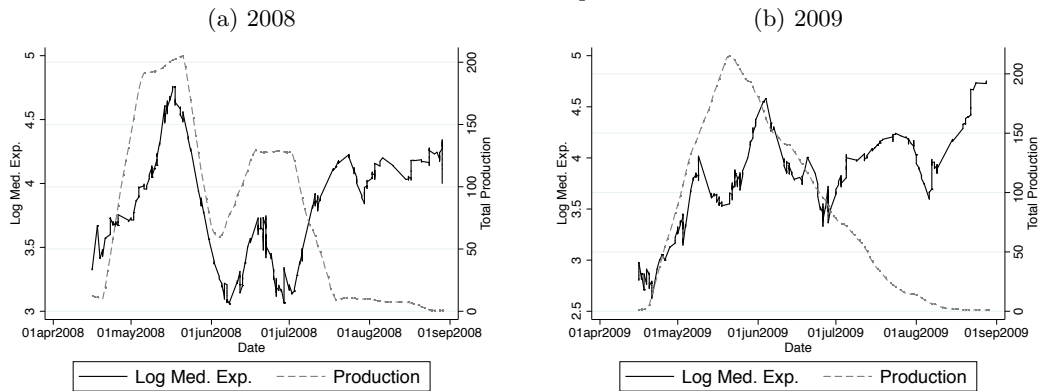 (a) 2008
(b) 2009
Log Med. Exp.
3
3.5
4
4.5
5
0
50
100
150
200
Total Production
01apr2008
01may2008
01jun2008
01jul2008
01aug2008
01sep2008
Date
Log Med. Exp.
Production
Log Med. Exp.
2.5
3
3.5
4
4.5
5
0
50
100
150
200
Total Production
01apr2009
01may2009
01jun2009
01jul2009
01aug2009
01sep2009
Date
Log Med. Exp.
Production